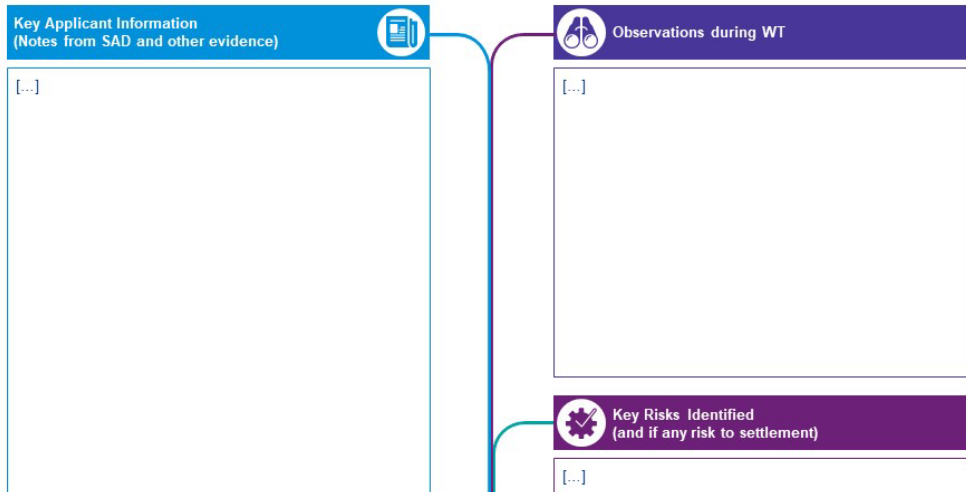 Key Applicant Information
(Notes from SAD and other evidence)
[...]
Observations during WT
[...]
Key Risks Identified
(and if any risk to settlement)
[...]